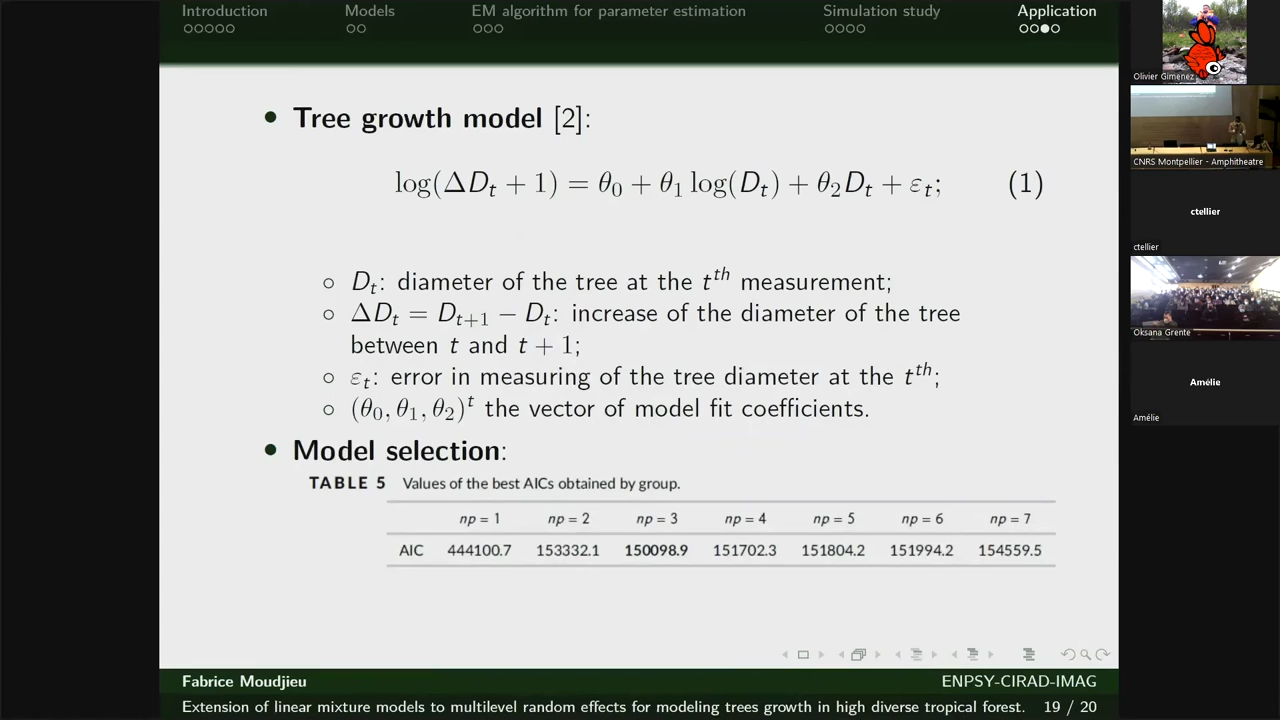 Introduction Models EM algorithm for parameter estimation Simulation study Application
Tree growth model [2]:
log(ΔD_t + 1) = θ_0 + θ_1 log(D_t) + θ_2 D_t + ε_t; (1)
D_t: diameter of the tree at the t^th measurement;
ΔD_t = D_{t+1} − D_t: increase of the diameter of the tree
between t and t + 1;
ε_t: error in measuring of the tree diameter at the t^th;
(θ_0, θ_1, θ_2)^t the vector of model fit coefficients.
Model selection:
TABLE 5 Values of the best AICs obtained by group.
np = 1 np = 2 np = 3 np = 4 np = 5 np = 6 np = 7
AIC 444100.7 153332.1 150098.9 151702.3 151804.2 151994.2 154559.5
Fabrice Moudjieu ENPSY-CIRAD-IMAG
Extension of linear mixture models to multilevel random effects for modeling trees growth in high diverse tropical forest. 19 / 20
Olivier Gimenez
CNRS Montpellier - Amphitheatre
ctellier
ctellier
Oksana Grente
Amélie
Amélie